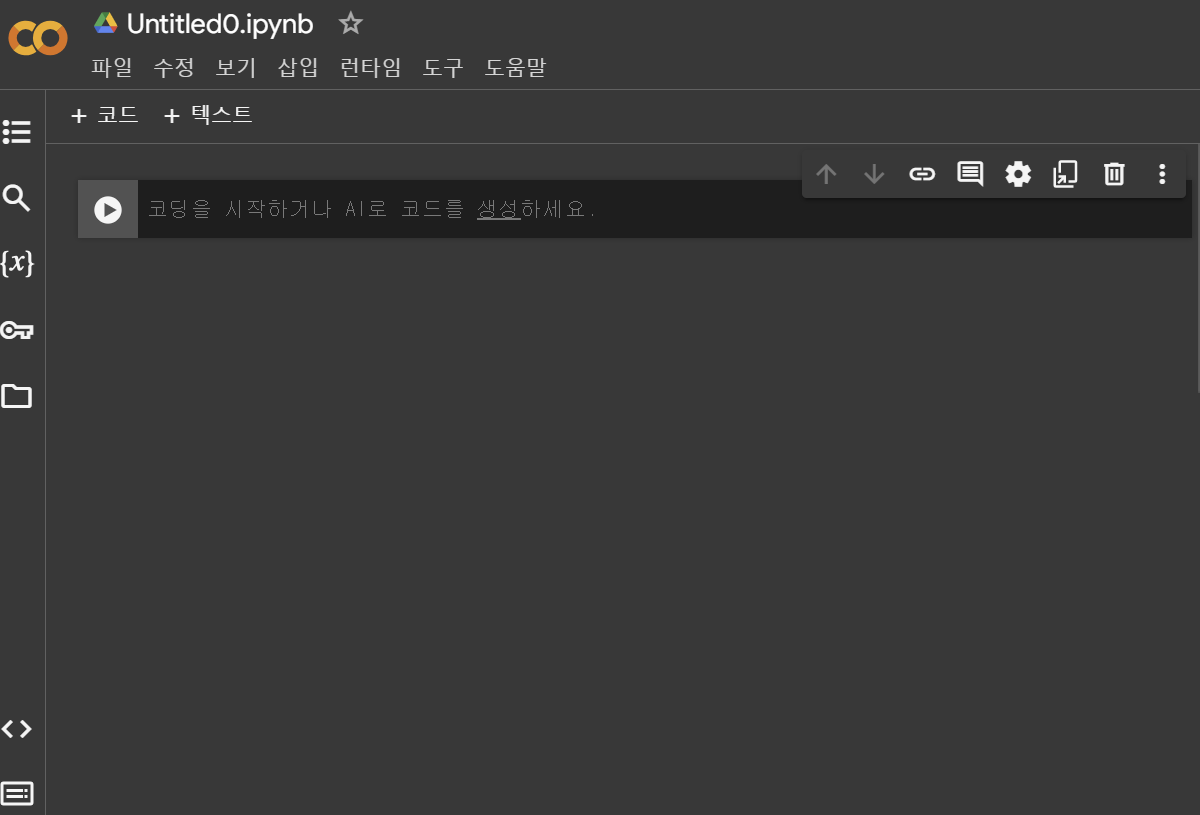 Untitled0.ipynb
파일 수정 보기 삽입 런타임 도구 도움말
+ 코드 + 텍스트
코딩을 시작하거나 AI로 코드를 생성하세요.
{x}